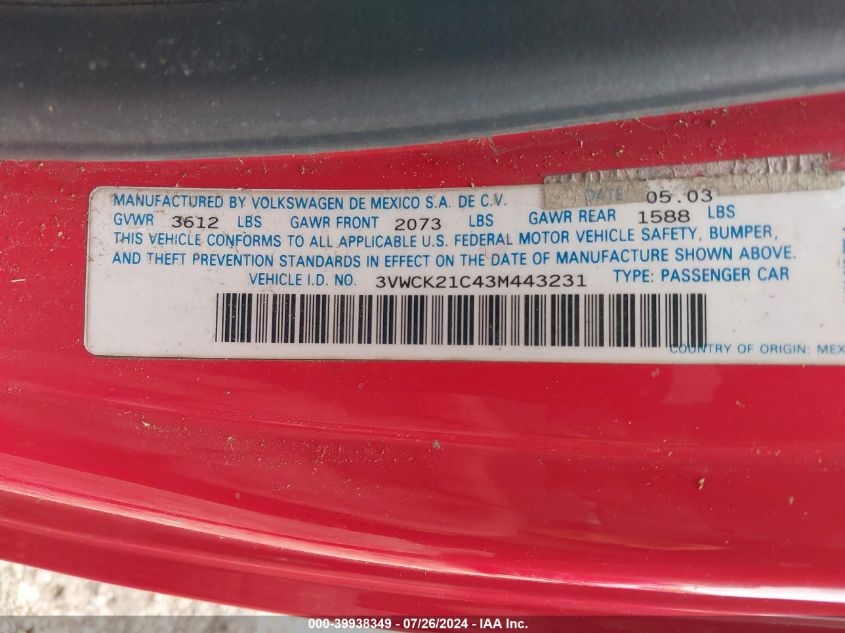 MANUFACTURED BY VOLKSWAGEN DE MEXICO S.A. DE C.V. DATE 05.03
GVWR 3612 LBS GAWR FRONT 2073 LBS GAWR REAR 1588 LBS
THIS VEHICLE CONFORMS TO ALL APPLICABLE U.S. FEDERAL MOTOR VEHICLE SAFETY, BUMPER,
AND THEFT PREVENTION STANDARDS IN EFFECT ON THE DATE OF MANUFACTURE SHOWN ABOVE.
VEHICLE I.D. NO. 3VWCK21C43M443231 TYPE: PASSENGER CAR
COUNTRY OF ORIGIN: MEX
000-39938349 - 07/26/2024 - IAA Inc.